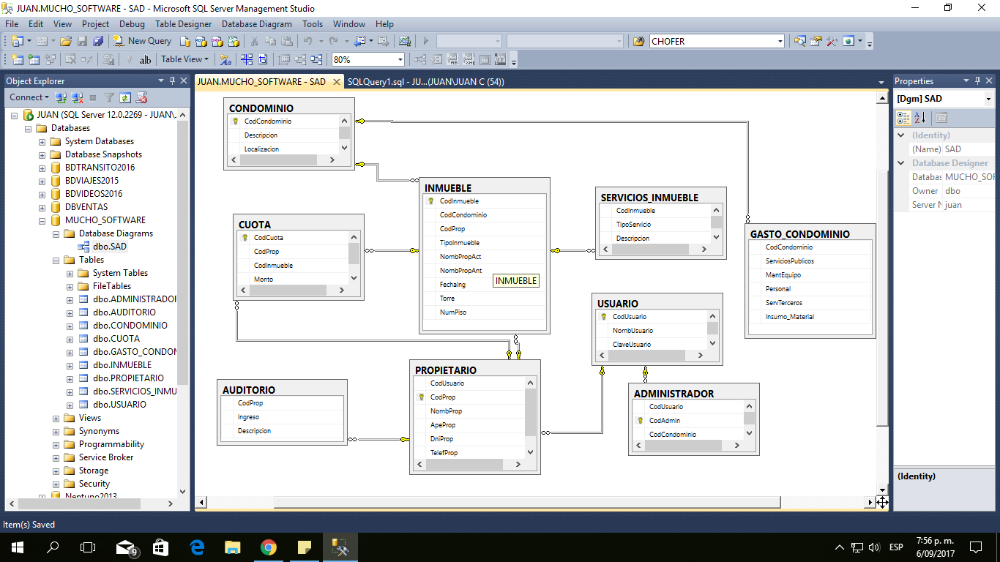 JUAN.MUCHO_SOFTWARE - SAD - Microsoft SQL Server Management Studio
File Edit View Project Debug Table Designer Database Diagram Tools Window Help
New Query
CHOFER
ab|
Table View
80%
Object Explorer
Connect
JUAN (SQL Server 12.0.2269 - JUAN\
Databases
System Databases
Database Snapshots
BDTRANSITO2016
BDVIAJES2015
BDVIDEOS2016
DBVENTAS
MUCHO_SOFTWARE
Database Diagrams
dbo.SAD
Tables
System Tables
FileTables
dbo.ADMINISTRADOR
dbo.AUDITORIO
dbo.CONDOMINIO
dbo.CUOTA
dbo.GASTO_CONDOM
dbo.INMUEBLE
dbo.PROPIETARIO
dbo.SERVICIOS_INMU
dbo.USUARIO
Views
Synonyms
Programmability
Service Broker
Storage
Security
Neptuno2013
JUAN.MUCHO_SOFTWARE - SAD
SQLQuery1.sql - JU...(JUAN\JUAN C (54))
CONDOMINIO
CodCondominio
Descripcion
Localizacion
INMUEBLE
CodInmueble
CodCondominio
CodProp
TipoInmueble
NombPropAct
NombPropAnt
FechaIng
Torre
NumPiso
INMUEBLE
SERVICIOS_INMUEBLE
CodInmueble
TipoServicio
Descripcion
CUOTA
CodCuota
CodProp
CodInmueble
Monto
GASTO_CONDOMINIO
CodCondominio
ServiciosPublicos
MantEquipo
Personal
ServTerceros
Insumo_Material
USUARIO
CodUsuario
NombUsuario
ClaveUsuario
PROPIETARIO
CodUsuario
CodProp
NombProp
ApeProp
DniProp
TelefProp
AUDITORIO
CodProp
Ingreso
Descripcion
ADMINISTRADOR
CodUsuario
CodAdmin
CodCondominio
Properties
[Dgm] SAD
(Identity)
(Name) SAD
Database Designer
Databas MUCHO_SOF
Owner dbo
Server N juan
(Identity)
Item(s) Saved
9
ESP
7:56 p. m.
6/09/2017